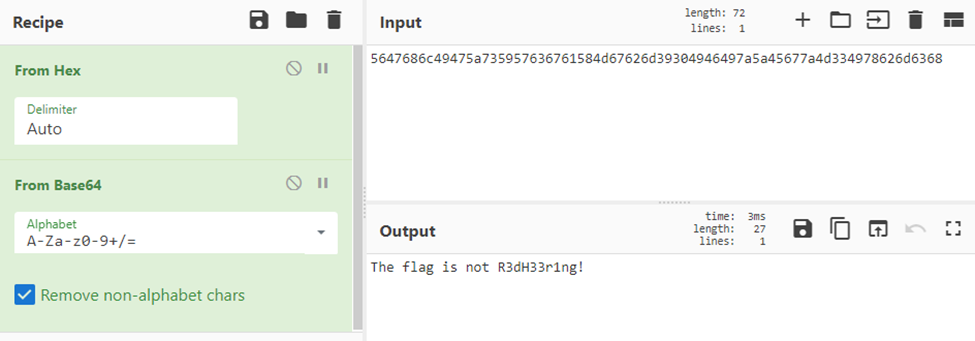 Recipe
From Hex
Delimiter
Auto
From Base64
Alphabet
A-Za-z0-9+/=
Remove non-alphabet chars
Input
length: 72
lines: 1
5647686c49475a735957636761584d67626d39304946497a5a45677a4d334978626d6368
Output
time: 3ms
length: 27
lines: 1
The flag is not R3dH33r1ng!